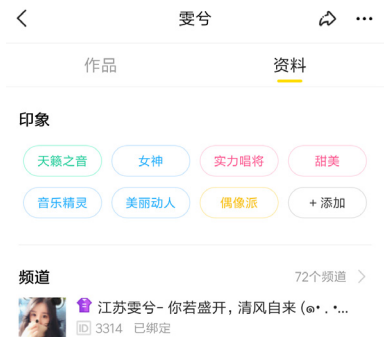 雯兮
作品
资料
印象
天籁之音
女神
实力唱将
甜美
音乐精灵
美丽动人
偶像派
+ 添加
频道
72个频道
江苏雯兮- 你若盛开，清风自来 (๑• . •...
ID 3314 已绑定